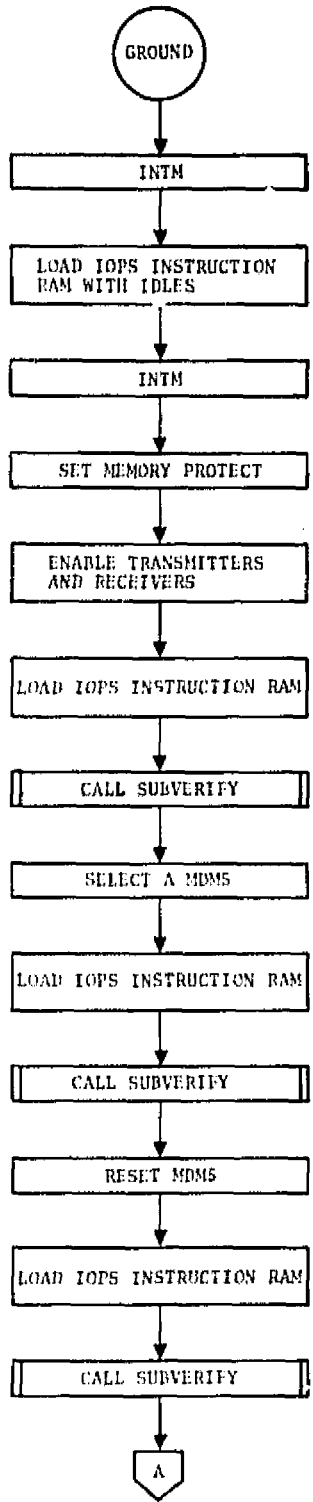 GROUND
INTM
LOAD IOPS INSTRUCTION
RAM WITH IDLES
INTM
SET MEMORY PROTECT
ENABLE TRANSMITTERS
AND RECEIVERS
LOAD IOPS INSTRUCTION RAM
CALL SUBVERIFY
SELECT A MDMS
LOAD IOPS INSTRUCTION RAM
CALL SUBVERIFY
RESET MDMS
LOAD IOPS INSTRUCTION RAM
CALL SUBVERIFY
A